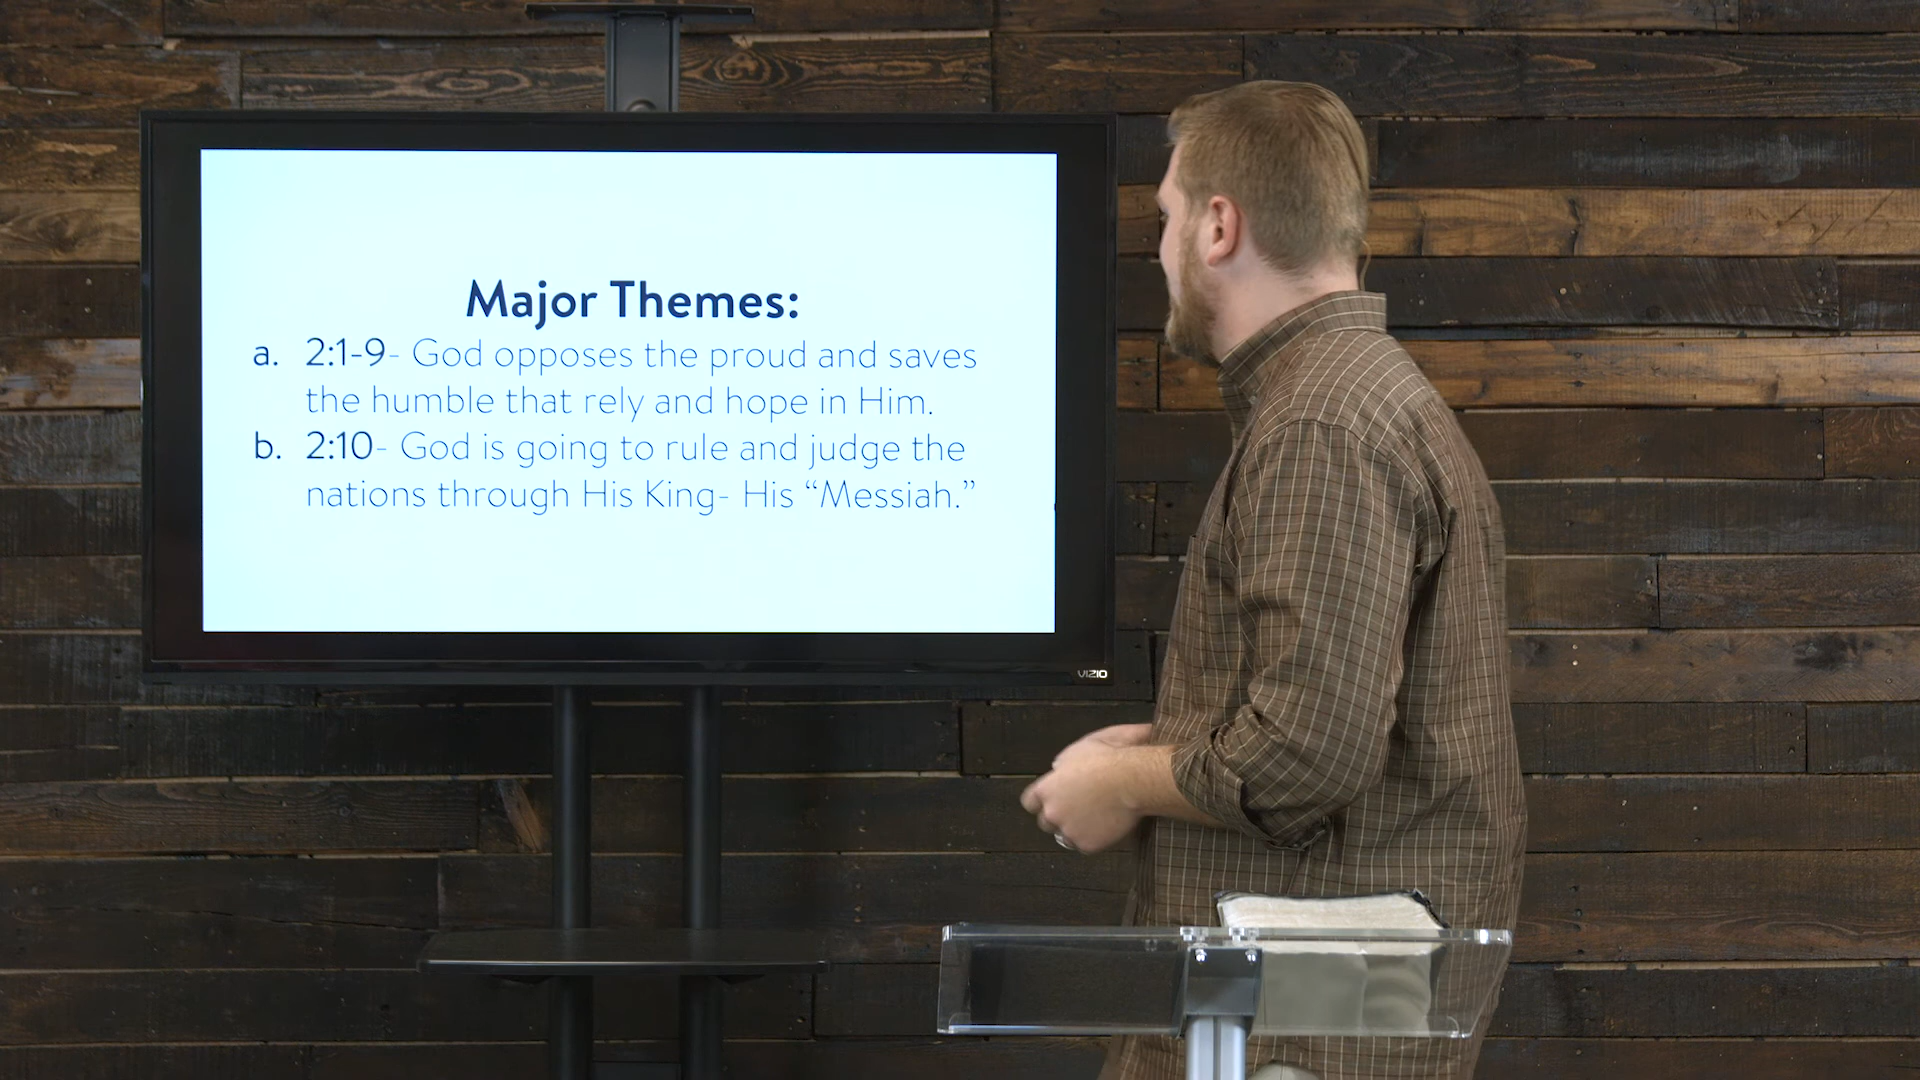 Major Themes:
a. 2:1-9- God opposes the proud and saves
the humble that rely and hope in Him.
b. 2:10- God is going to rule and judge the
nations through His King- His “Messiah.”
VIZIO